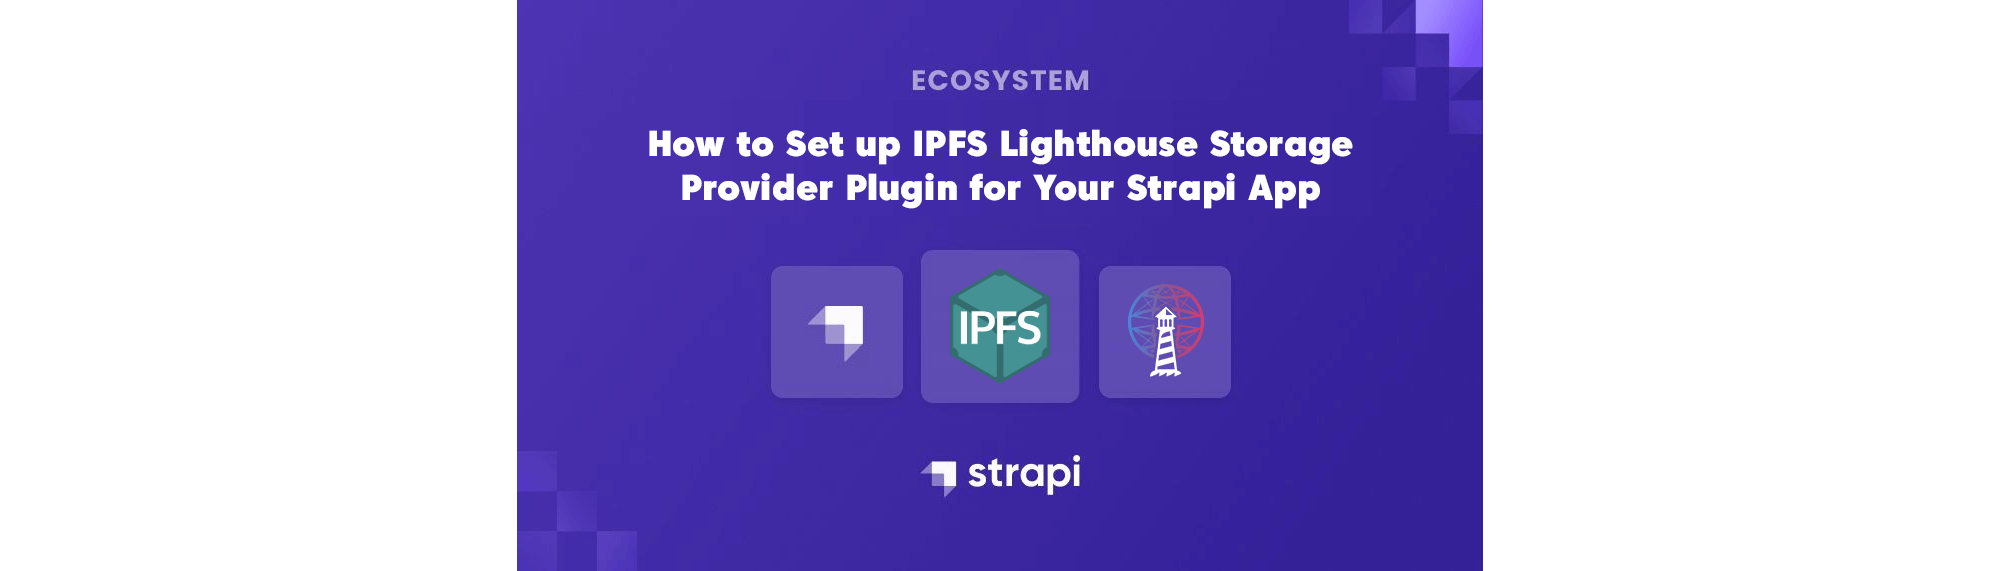 ECOSYSTEM
How to Set up IPFS Lighthouse Storage
Provider Plugin for Your Strapi App
IPFS
strapi